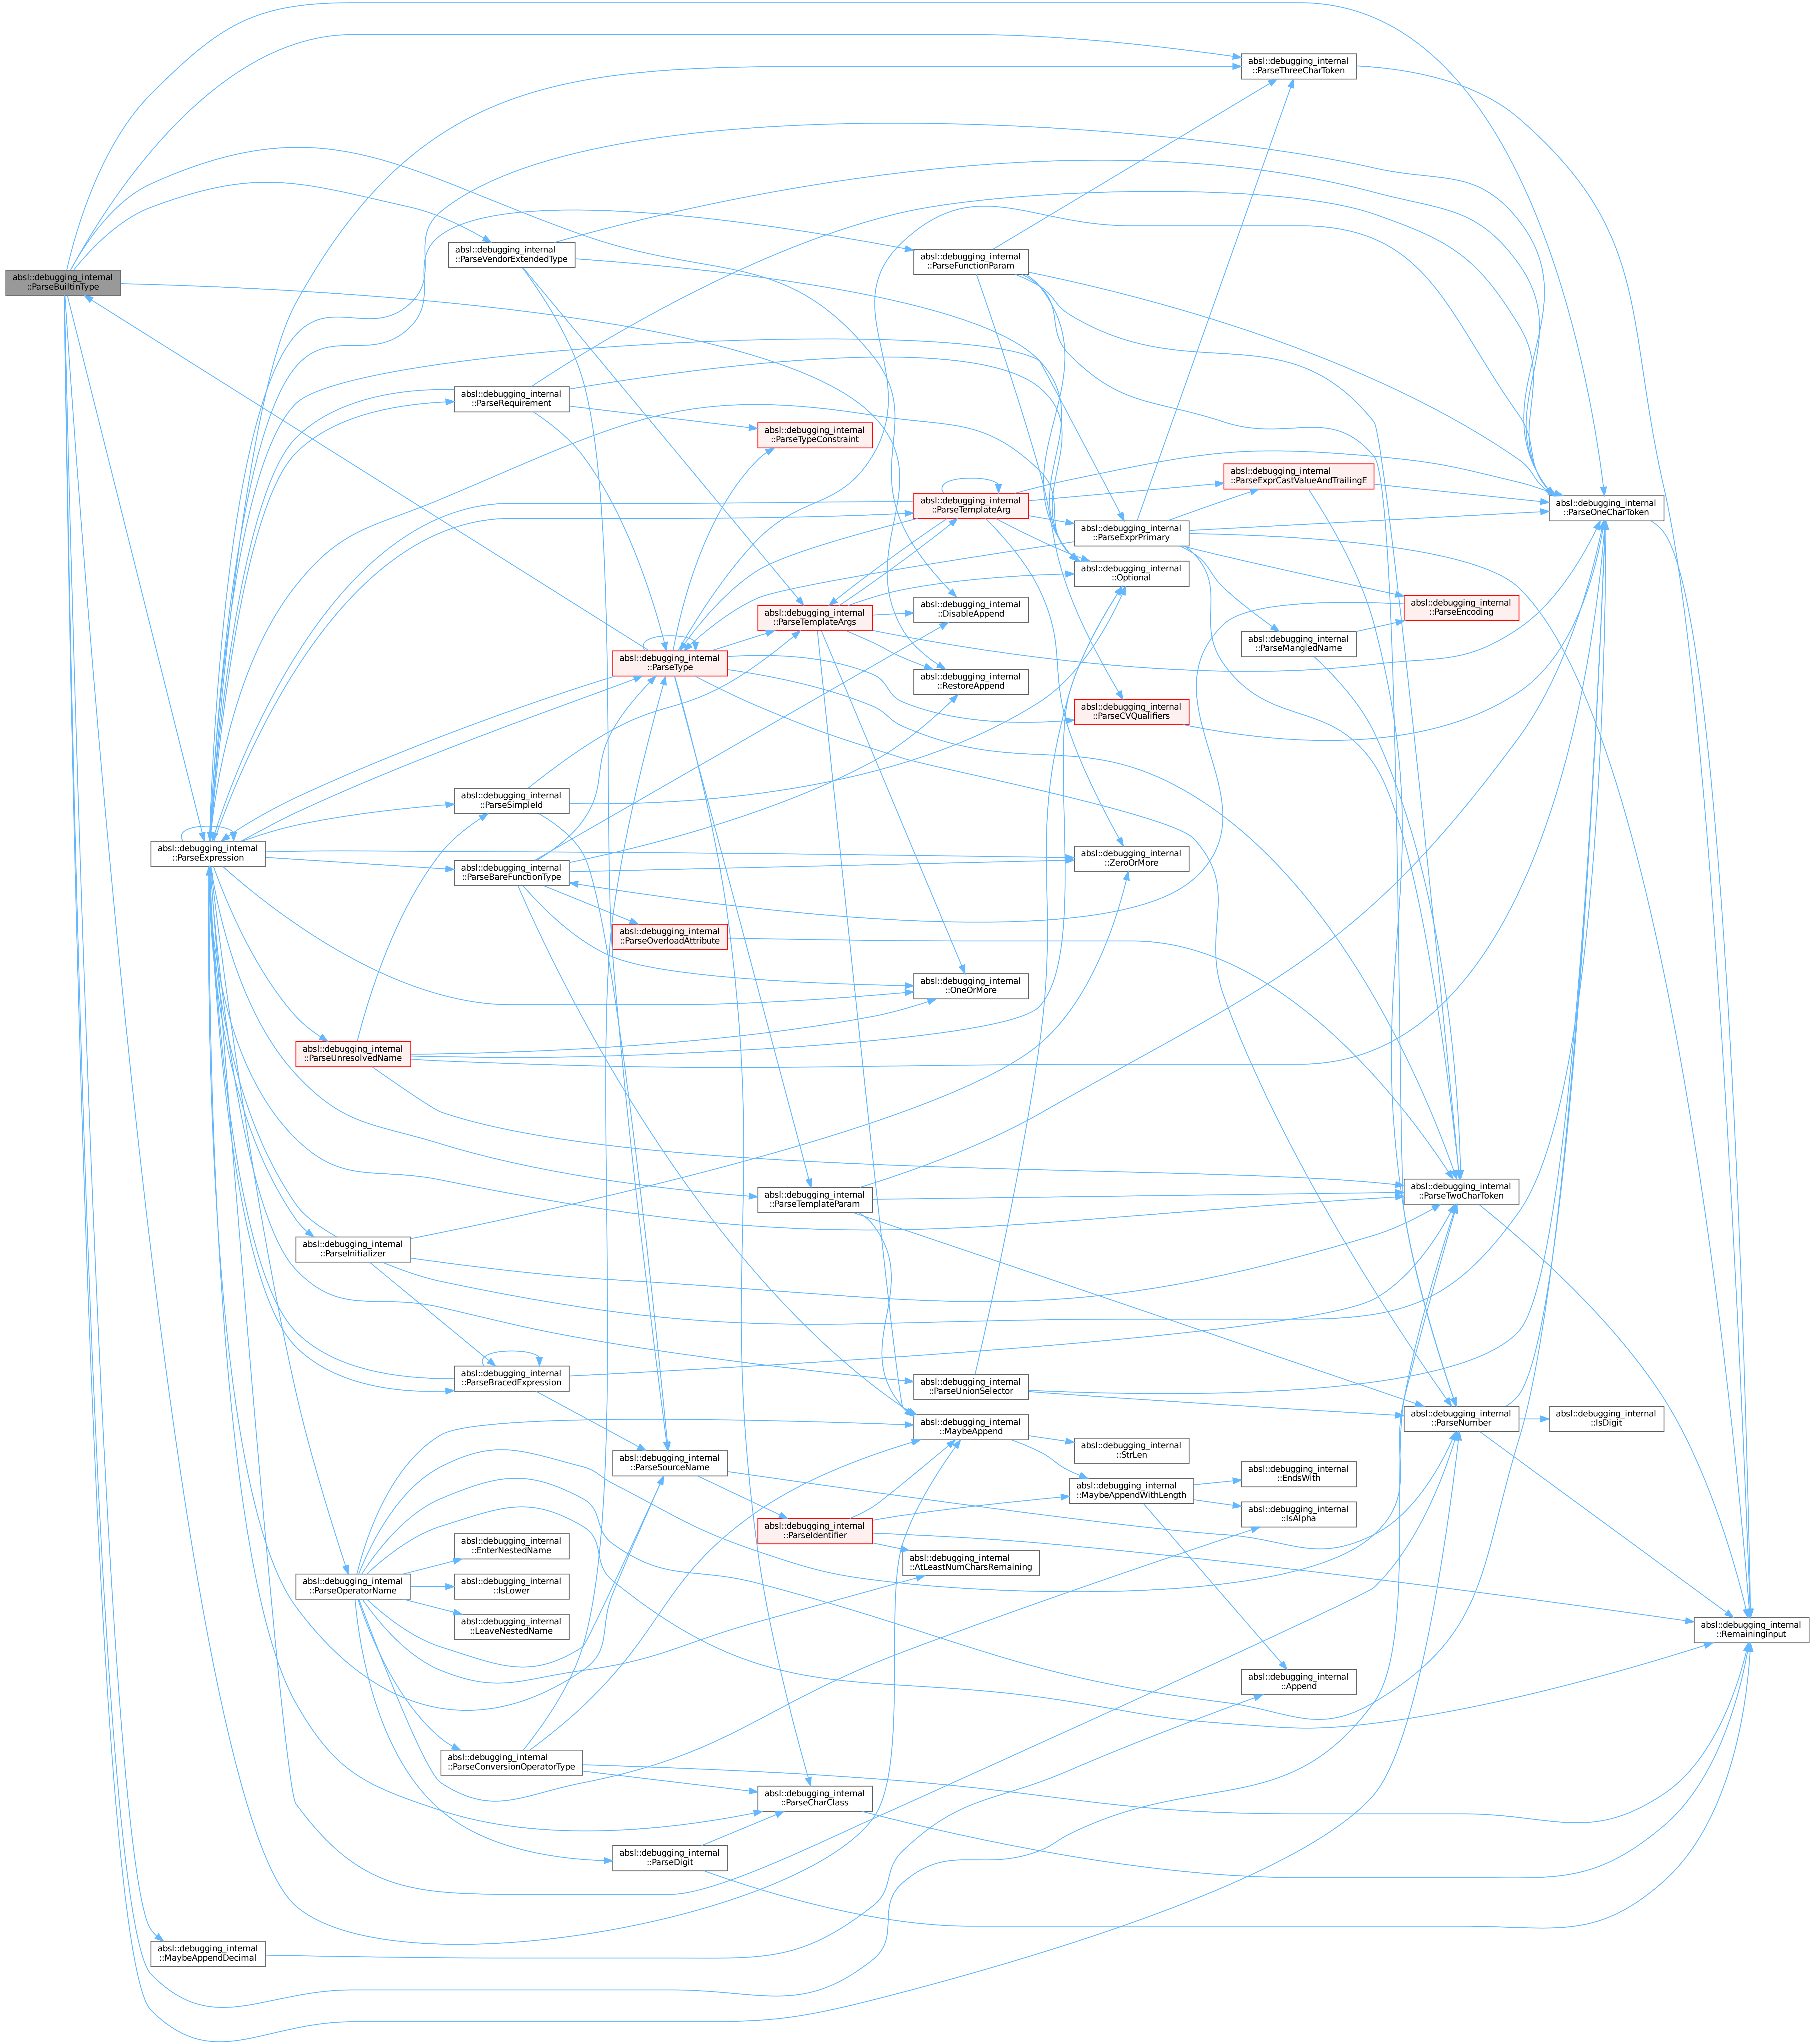 absl::debugging_internal
::ParseThreeCharToken
absl::debugging_internal
::ParseVendorExtendedType
absl::debugging_internal
::ParseFunctionParam
absl::debugging_internal
::ParseBuiltinType
absl::debugging_internal
::ParseRequirement
absl::debugging_internal
::ParseTypeConstraint
absl::debugging_internal
::ParseExprCastValueAndTrailingE
absl::debugging_internal
::ParseTemplateArg
absl::debugging_internal
::ParseOneCharToken
absl::debugging_internal
::ParseExprPrimary
absl::debugging_internal
::Optional
absl::debugging_internal
::DisableAppend
absl::debugging_internal
::ParseEncoding
absl::debugging_internal
::ParseTemplateArgs
absl::debugging_internal
::ParseMangledName
absl::debugging_internal
::ParseType
absl::debugging_internal
::RestoreAppend
absl::debugging_internal
::ParseCVQualifiers
absl::debugging_internal
::ParseSimpleId
absl::debugging_internal
::ParseExpression
absl::debugging_internal
::ZeroOrMore
absl::debugging_internal
::ParseBareFunctionType
absl::debugging_internal
::ParseOverloadAttribute
absl::debugging_internal
::OneOrMore
absl::debugging_internal
::ParseUnresolvedName
absl::debugging_internal
::ParseTwoCharToken
absl::debugging_internal
::ParseTemplateParam
absl::debugging_internal
::ParseInitializer
absl::debugging_internal
::ParseBracedExpression
absl::debugging_internal
::ParseUnionSelector
absl::debugging_internal
::ParseNumber
absl::debugging_internal
::IsDigit
absl::debugging_internal
::MaybeAppend
absl::debugging_internal
::StrLen
absl::debugging_internal
::ParseSourceName
absl::debugging_internal
::EndsWith
absl::debugging_internal
::MaybeAppendWithLength
absl::debugging_internal
::IsAlpha
absl::debugging_internal
::ParseIdentifier
absl::debugging_internal
::EnterNestedName
absl::debugging_internal
::AtLeastNumCharsRemaining
absl::debugging_internal
::ParseOperatorName
absl::debugging_internal
::IsLower
absl::debugging_internal
::LeaveNestedName
absl::debugging_internal
::RemainingInput
absl::debugging_internal
::Append
absl::debugging_internal
::ParseConversionOperatorType
absl::debugging_internal
::ParseCharClass
absl::debugging_internal
::ParseDigit
absl::debugging_internal
::MaybeAppendDecimal